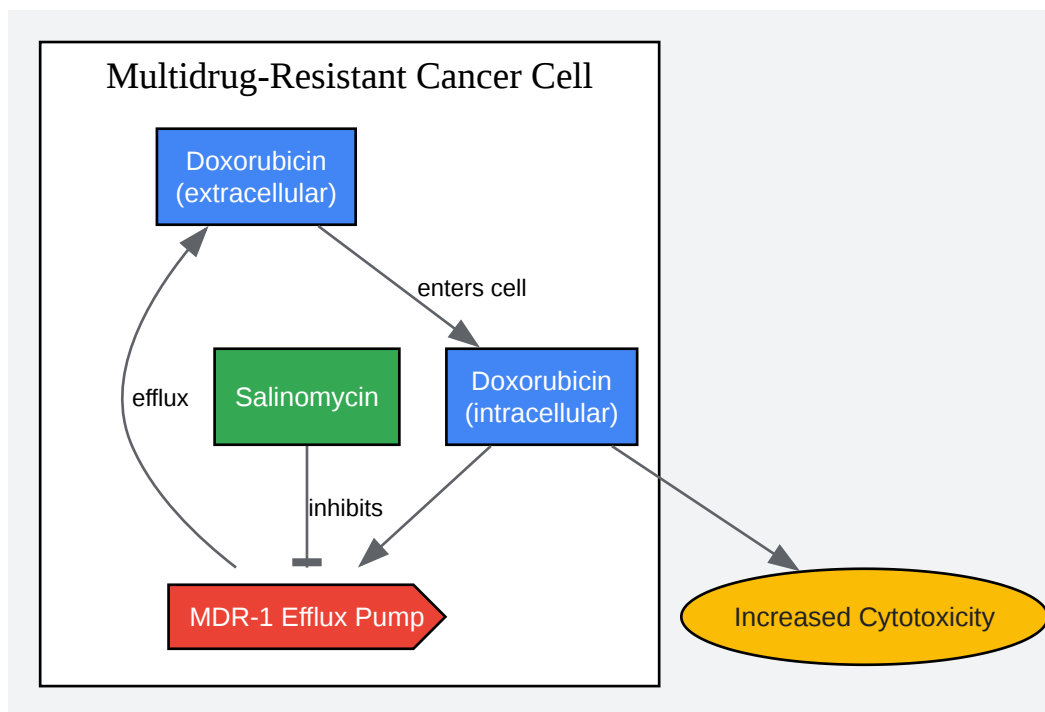 Multidrug-Resistant Cancer Cell
Doxorubicin
(extracellular)
enters cell
efflux
Salinomycin
Doxorubicin
(intracellular)
inhibits
MDR-1 Efflux Pump
Increased Cytotoxicity